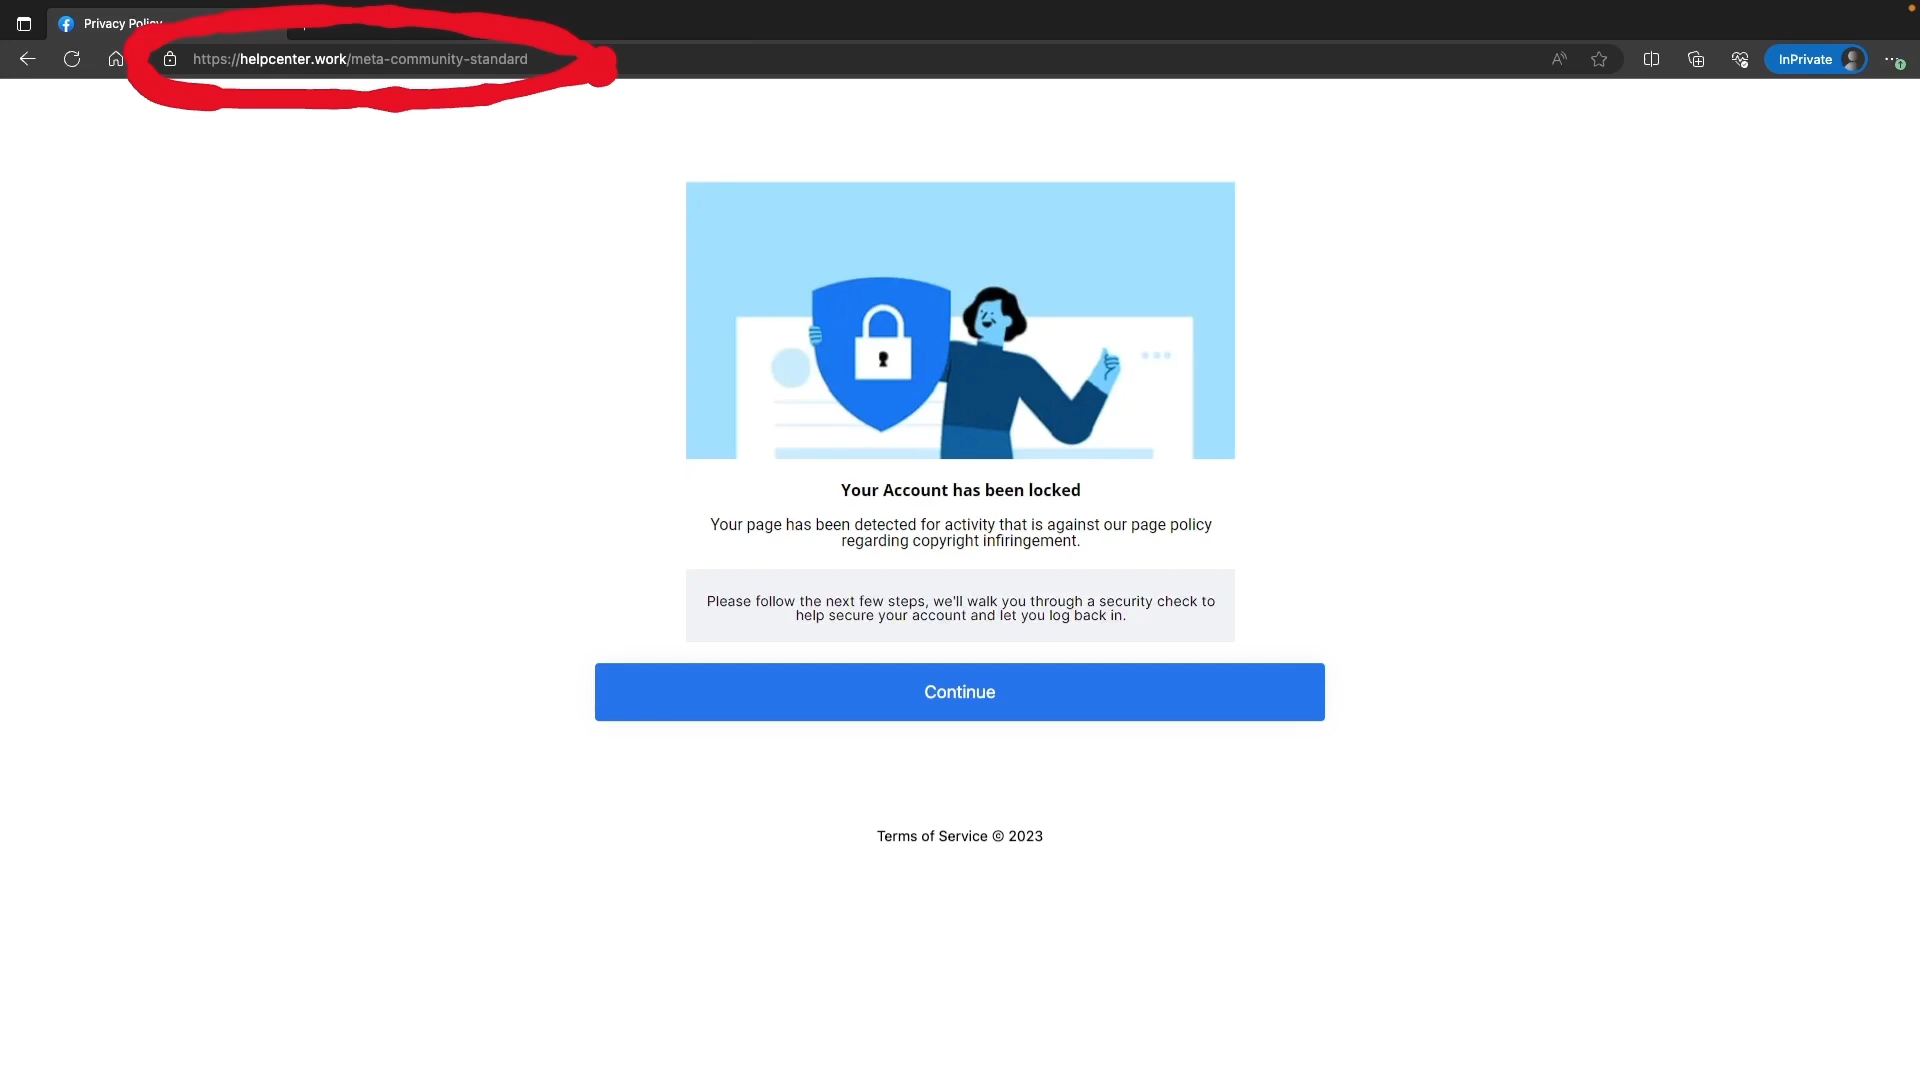 Privacy Policy
https://helpcenter.work/meta-community-standard
InPrivate
Your Account has been locked
Your page has been detected for activity that is against our page policy
regarding copyright infiringement.
Please follow the next few steps, we'll walk you through a security check to
help secure your account and let you log back in.
Continue
Terms of Service © 2023